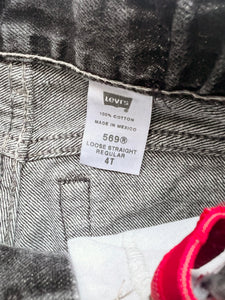 Levi's
100% COTTON
MADE IN MEXICO
569®
LOOSE STRAIGHT
REGULAR
4T